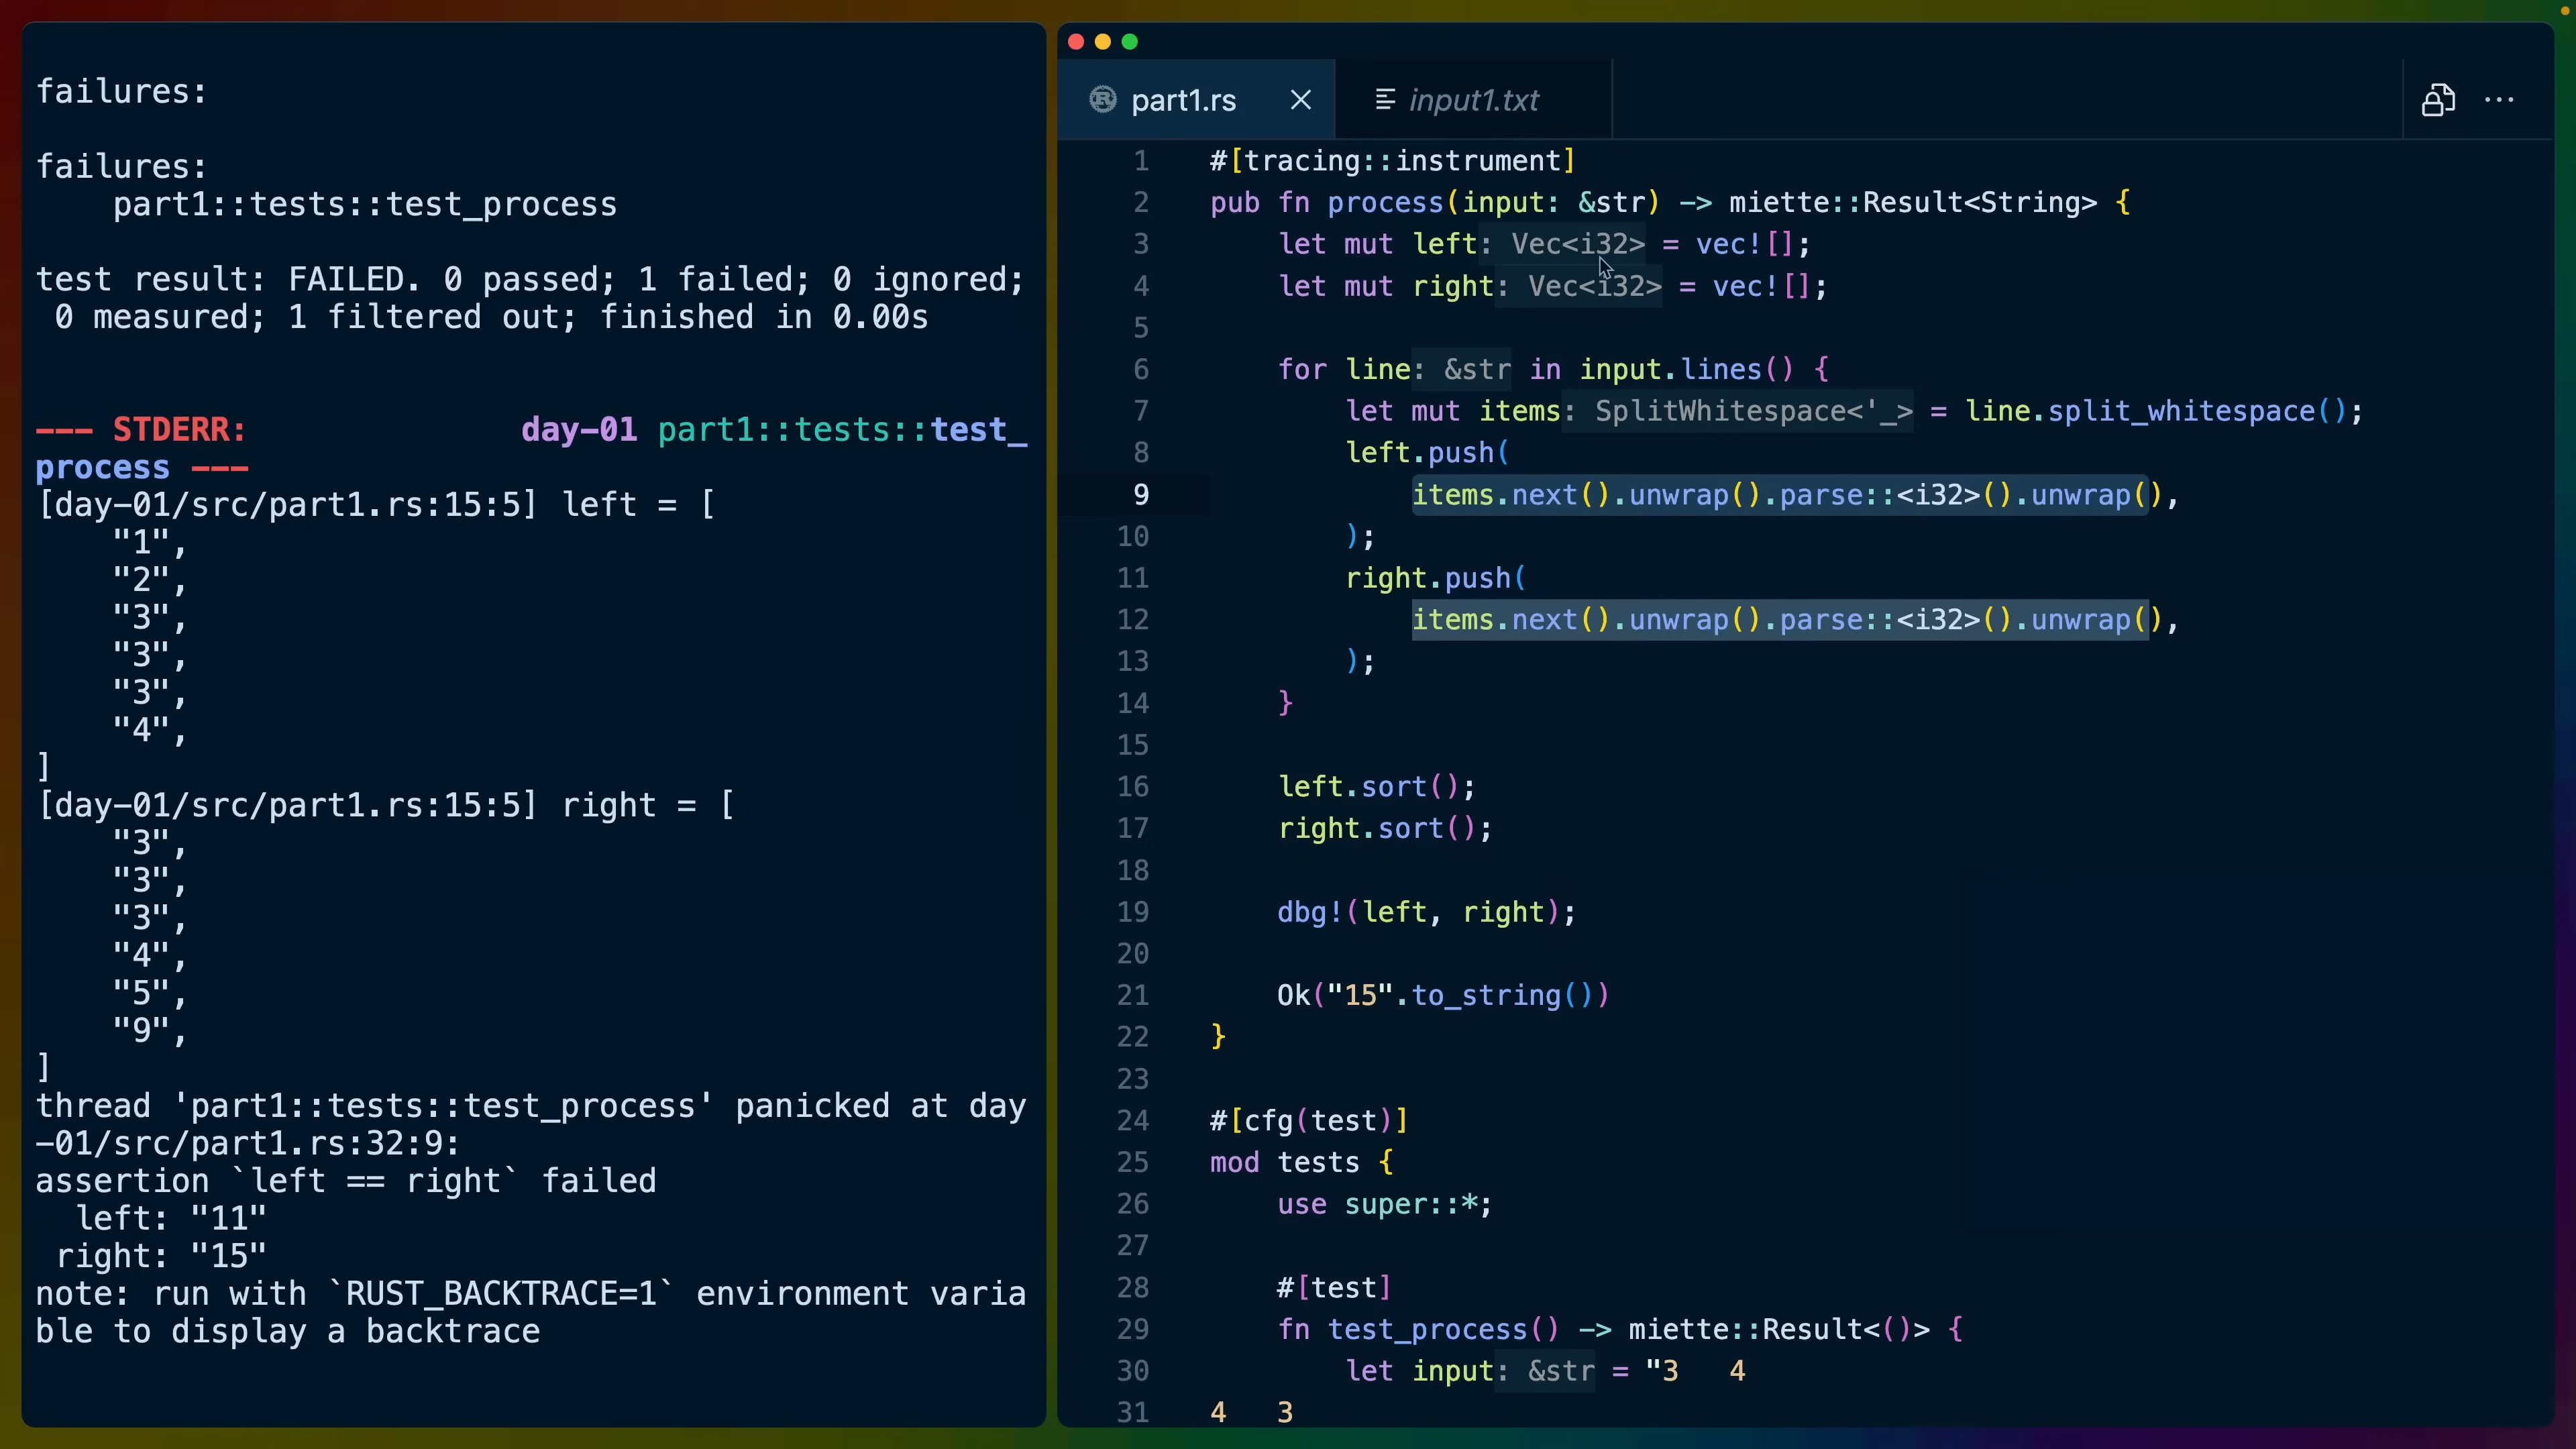 failures:
failures:
    part1::tests::test_process
test result: FAILED. 0 passed; 1 failed; 0 ignored;
 0 measured; 1 filtered out; finished in 0.00s
--- STDERR:              day-01 part1::tests::test_
process ---
[day-01/src/part1.rs:15:5] left = [
    "1",
    "2",
    "3",
    "3",
    "3",
    "4",
]
[day-01/src/part1.rs:15:5] right = [
    "3",
    "3",
    "3",
    "4",
    "5",
    "9",
]
thread 'part1::tests::test_process' panicked at day
-01/src/part1.rs:32:9:
assertion `left == right` failed
  left: "11"
 right: "15"
note: run with `RUST_BACKTRACE=1` environment varia
ble to display a backtrace
part1.rs
input1.txt
1 #[tracing::instrument]
2 pub fn process(input: &str) -> miette::Result<String> {
3     let mut left: Vec<i32> = vec![];
4     let mut right: Vec<i32> = vec![];
5
6     for line: &str in input.lines() {
7         let mut items: SplitWhitespace<'_> = line.split_whitespace();
8         left.push(
9             items.next().unwrap().parse::<i32>().unwrap(),
10         );
11         right.push(
12             items.next().unwrap().parse::<i32>().unwrap(),
13         );
14     }
15
16     left.sort();
17     right.sort();
18
19     dbg!(left, right);
20
21     Ok("15".to_string())
22 }
23
24 #[cfg(test)]
25 mod tests {
26     use super::*;
27
28     #[test]
29     fn test_process() -> miette::Result<()> {
30         let input: &str = "3   4
31 4   3